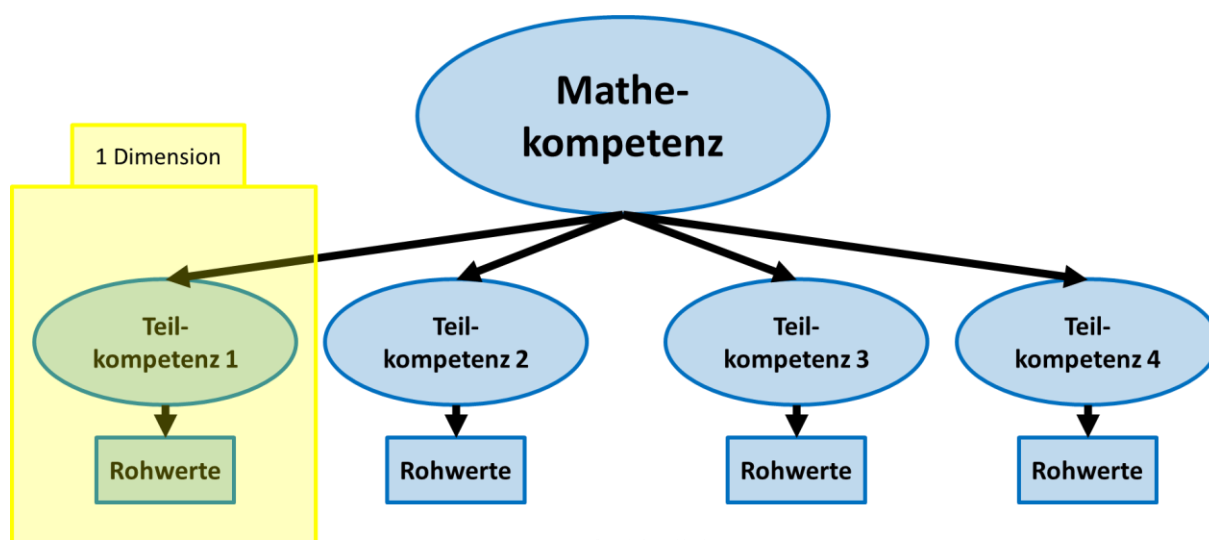 Mathe-
kompetenz
1 Dimension
Teil-
kompetenz 1
Teil-
kompetenz 2
Teil-
kompetenz 3
Teil-
kompetenz 4
Rohwerte
Rohwerte
Rohwerte
Rohwerte